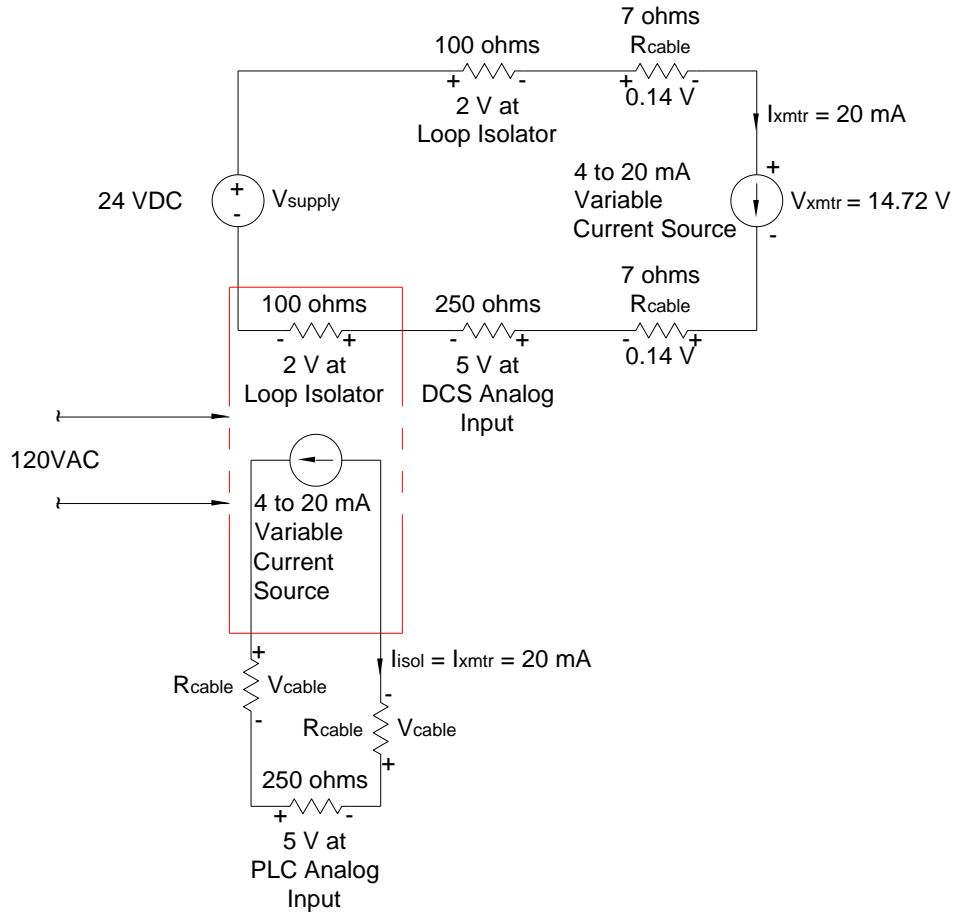 7 ohms
Rcable
100 ohms
+ -
+ -
2 V at
Loop Isolator
0.14 V
Ixmtr = 20 mA
24 VDC
+
-
Vsupply
4 to 20 mA
Variable
Current Source
+
-
Vxmtr = 14.72 V
7 ohms
Rcable
100 ohms
250 ohms
- +
- +
- +
2 V at
Loop Isolator
5 V at
DCS Analog
Input
0.14 V
120VAC
4 to 20 mA
Variable
Current
Source
Iisol = Ixmtr = 20 mA
+
Rcable
Vcable
-
-
Rcable
Vcable
+
250 ohms
+ -
5 V at
PLC Analog
Input